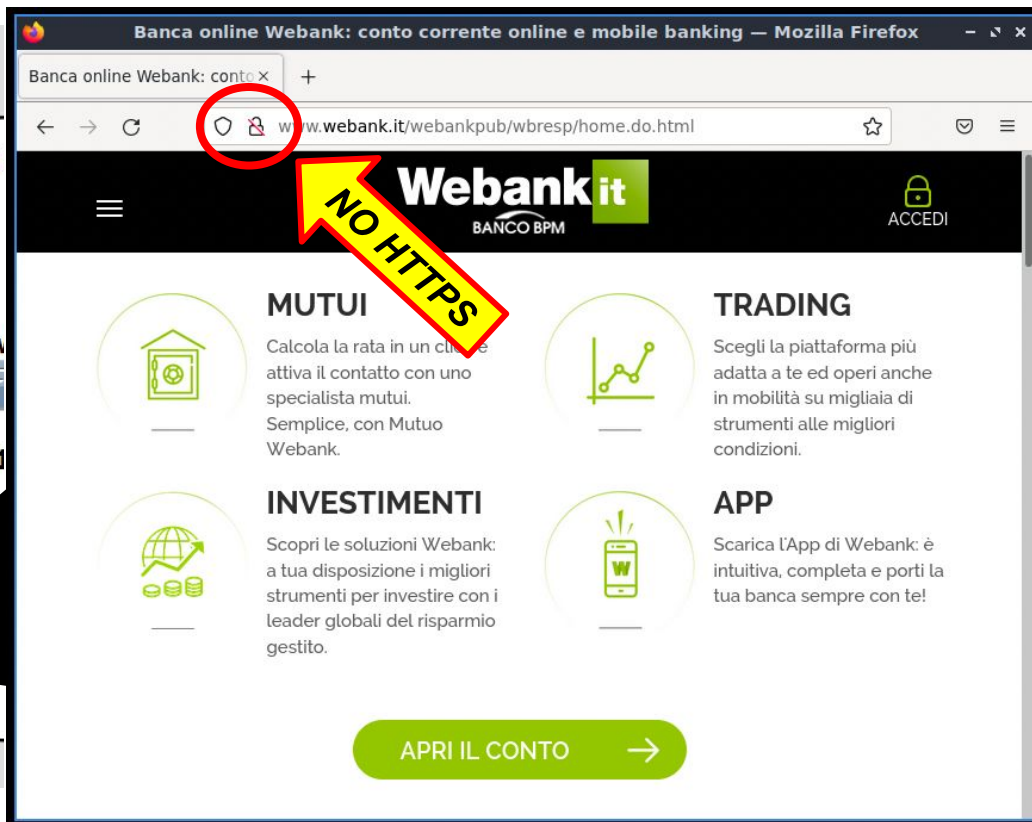 Banca online Webank: conto corrente online e mobile banking — Mozilla Firefox
Banca online Webank: conto
www.webank.it/webankpub/wbresp/home.do.html
NO HTTPS
Webank it
BANCO BPM
ACCEDI
MUTUI
Calcola la rata in un clic e
attiva il contatto con uno
specialista mutui.
Semplice, con Mutuo
Webank.
TRADING
Scegli la piattaforma più
adatta a te ed operi anche
in mobilità su migliaia di
strumenti alle migliori
condizioni.
INVESTIMENTI
Scopri le soluzioni Webank:
a tua disposizione i migliori
strumenti per investire con i
leader globali del risparmio
gestito.
W
APP
Scarica l'App di Webank: è
intuitiva, completa e porti la
tua banca sempre con te!
APRI IL CONTO